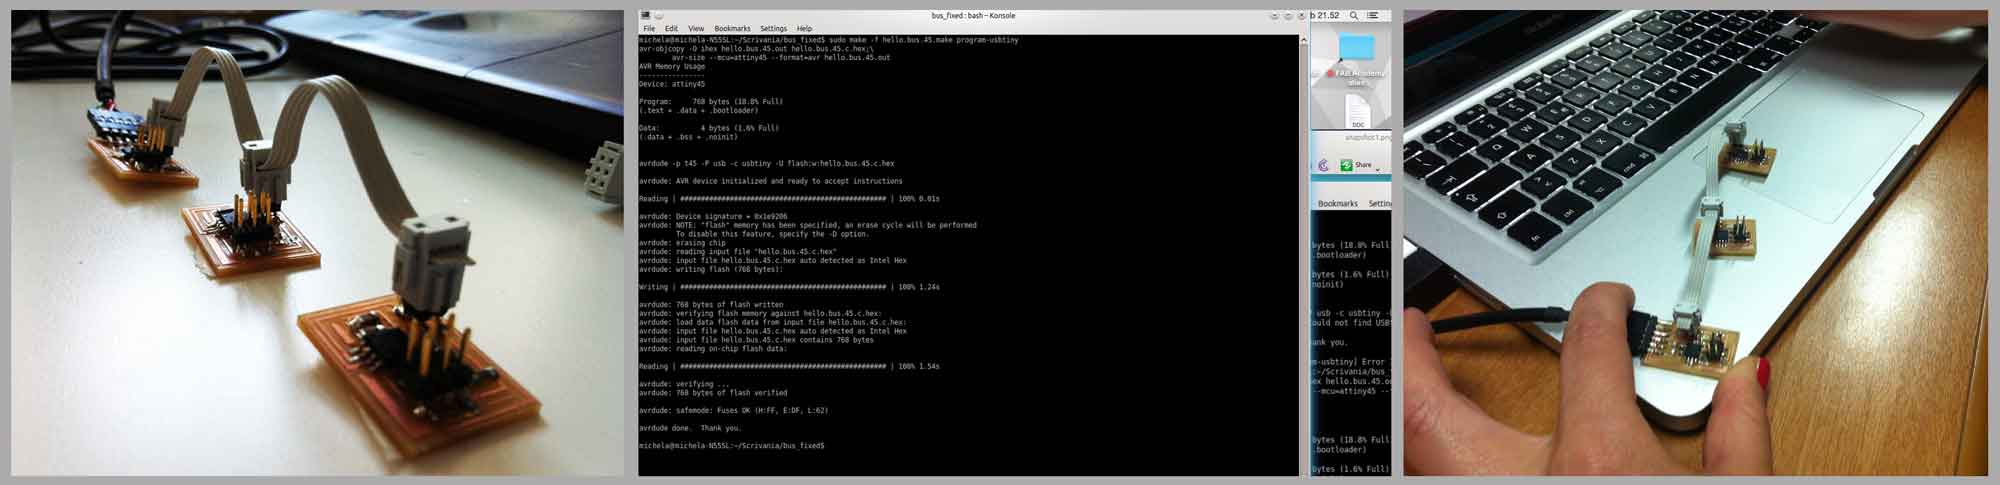 bus_fixed : bash – Konsole
File Edit View Bookmarks Settings Help
michela@michela-N55SL:~/Scrivania/bus_fixed$ sudo make -f hello.bus.45.make program-usbtiny
avr-objcopy -O ihex hello.bus.45.out hello.bus.45.c.hex;\
avr-size --mcu=attiny45 --format=avr hello.bus.45.out
AVR Memory Usage
----------------
Device: attiny45
Program:     768 bytes (18.8% Full)
(.text + .data + .bootloader)
Data:          4 bytes (1.6% Full)
(.data + .bss + .noinit)
avrdude -p t45 -P usb -c usbtiny -U flash:w:hello.bus.45.c.hex
avrdude: AVR device initialized and ready to accept instructions
Reading | ################################################## | 100% 0.01s
avrdude: Device signature = 0x1e9206
avrdude: NOTE: "flash" memory has been specified, an erase cycle will be performed
To disable this feature, specify the -D option.
avrdude: erasing chip
avrdude: reading input file "hello.bus.45.c.hex"
avrdude: input file hello.bus.45.c.hex auto detected as Intel Hex
avrdude: writing flash (768 bytes):
Writing | ################################################## | 100% 1.24s
avrdude: 768 bytes of flash written
avrdude: verifying flash memory against hello.bus.45.c.hex:
avrdude: load data flash data from input file hello.bus.45.c.hex:
avrdude: input file hello.bus.45.c.hex auto detected as Intel Hex
avrdude: input file hello.bus.45.c.hex contains 768 bytes
avrdude: reading on-chip flash data:
Reading | ################################################## | 100% 1.54s
avrdude: verifying ...
avrdude: 768 bytes of flash verified
avrdude: safemode: Fuses OK (H:FF, E:DF, L:62)
avrdude done.  Thank you.
michela@michela-N55SL:~/Scrivania/bus_fixed$
b 21.52
FAB Academy
DOC
snapshot1.png
Share
Bookmarks Settin
bytes (18.8% Full)
.bootloader)
bytes (1.6% Full)
noinit)
usb -c usbtiny -
ould not find USB
ank you.
m-usbtiny] Error
:~/Scrivania/bus_
hex hello.bus.45.o
--mcu=attiny45 --
bytes (18.8% Full)
.bootloader)
bytes (1.6% Full)